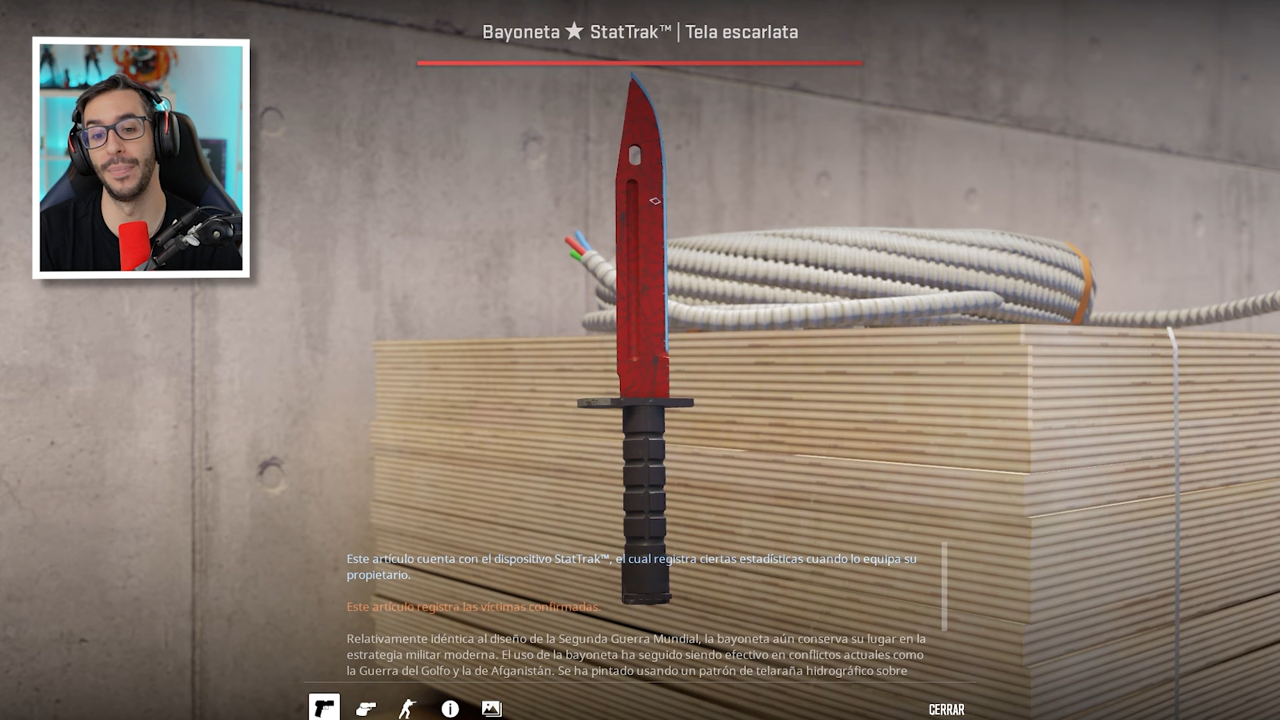 Bayoneta ★ StatTrak™ | Tela escarlata
Este artículo cuenta con el dispositivo StatTrak™, el cual registra ciertas estadísticas cuando lo equipa su
propietario.
Este artículo registra las víctimas confirmadas.
Relativamente idéntica al diseño de la Segunda Guerra Mundial, la bayoneta aún conserva su lugar en la
estrategia militar moderna. El uso de la bayoneta ha seguido siendo efectivo en conflictos actuales como
la Guerra del Golfo y la de Afganistán. Se ha pintado usando un patrón de telaraña hidrográfico sobre
CERRAR